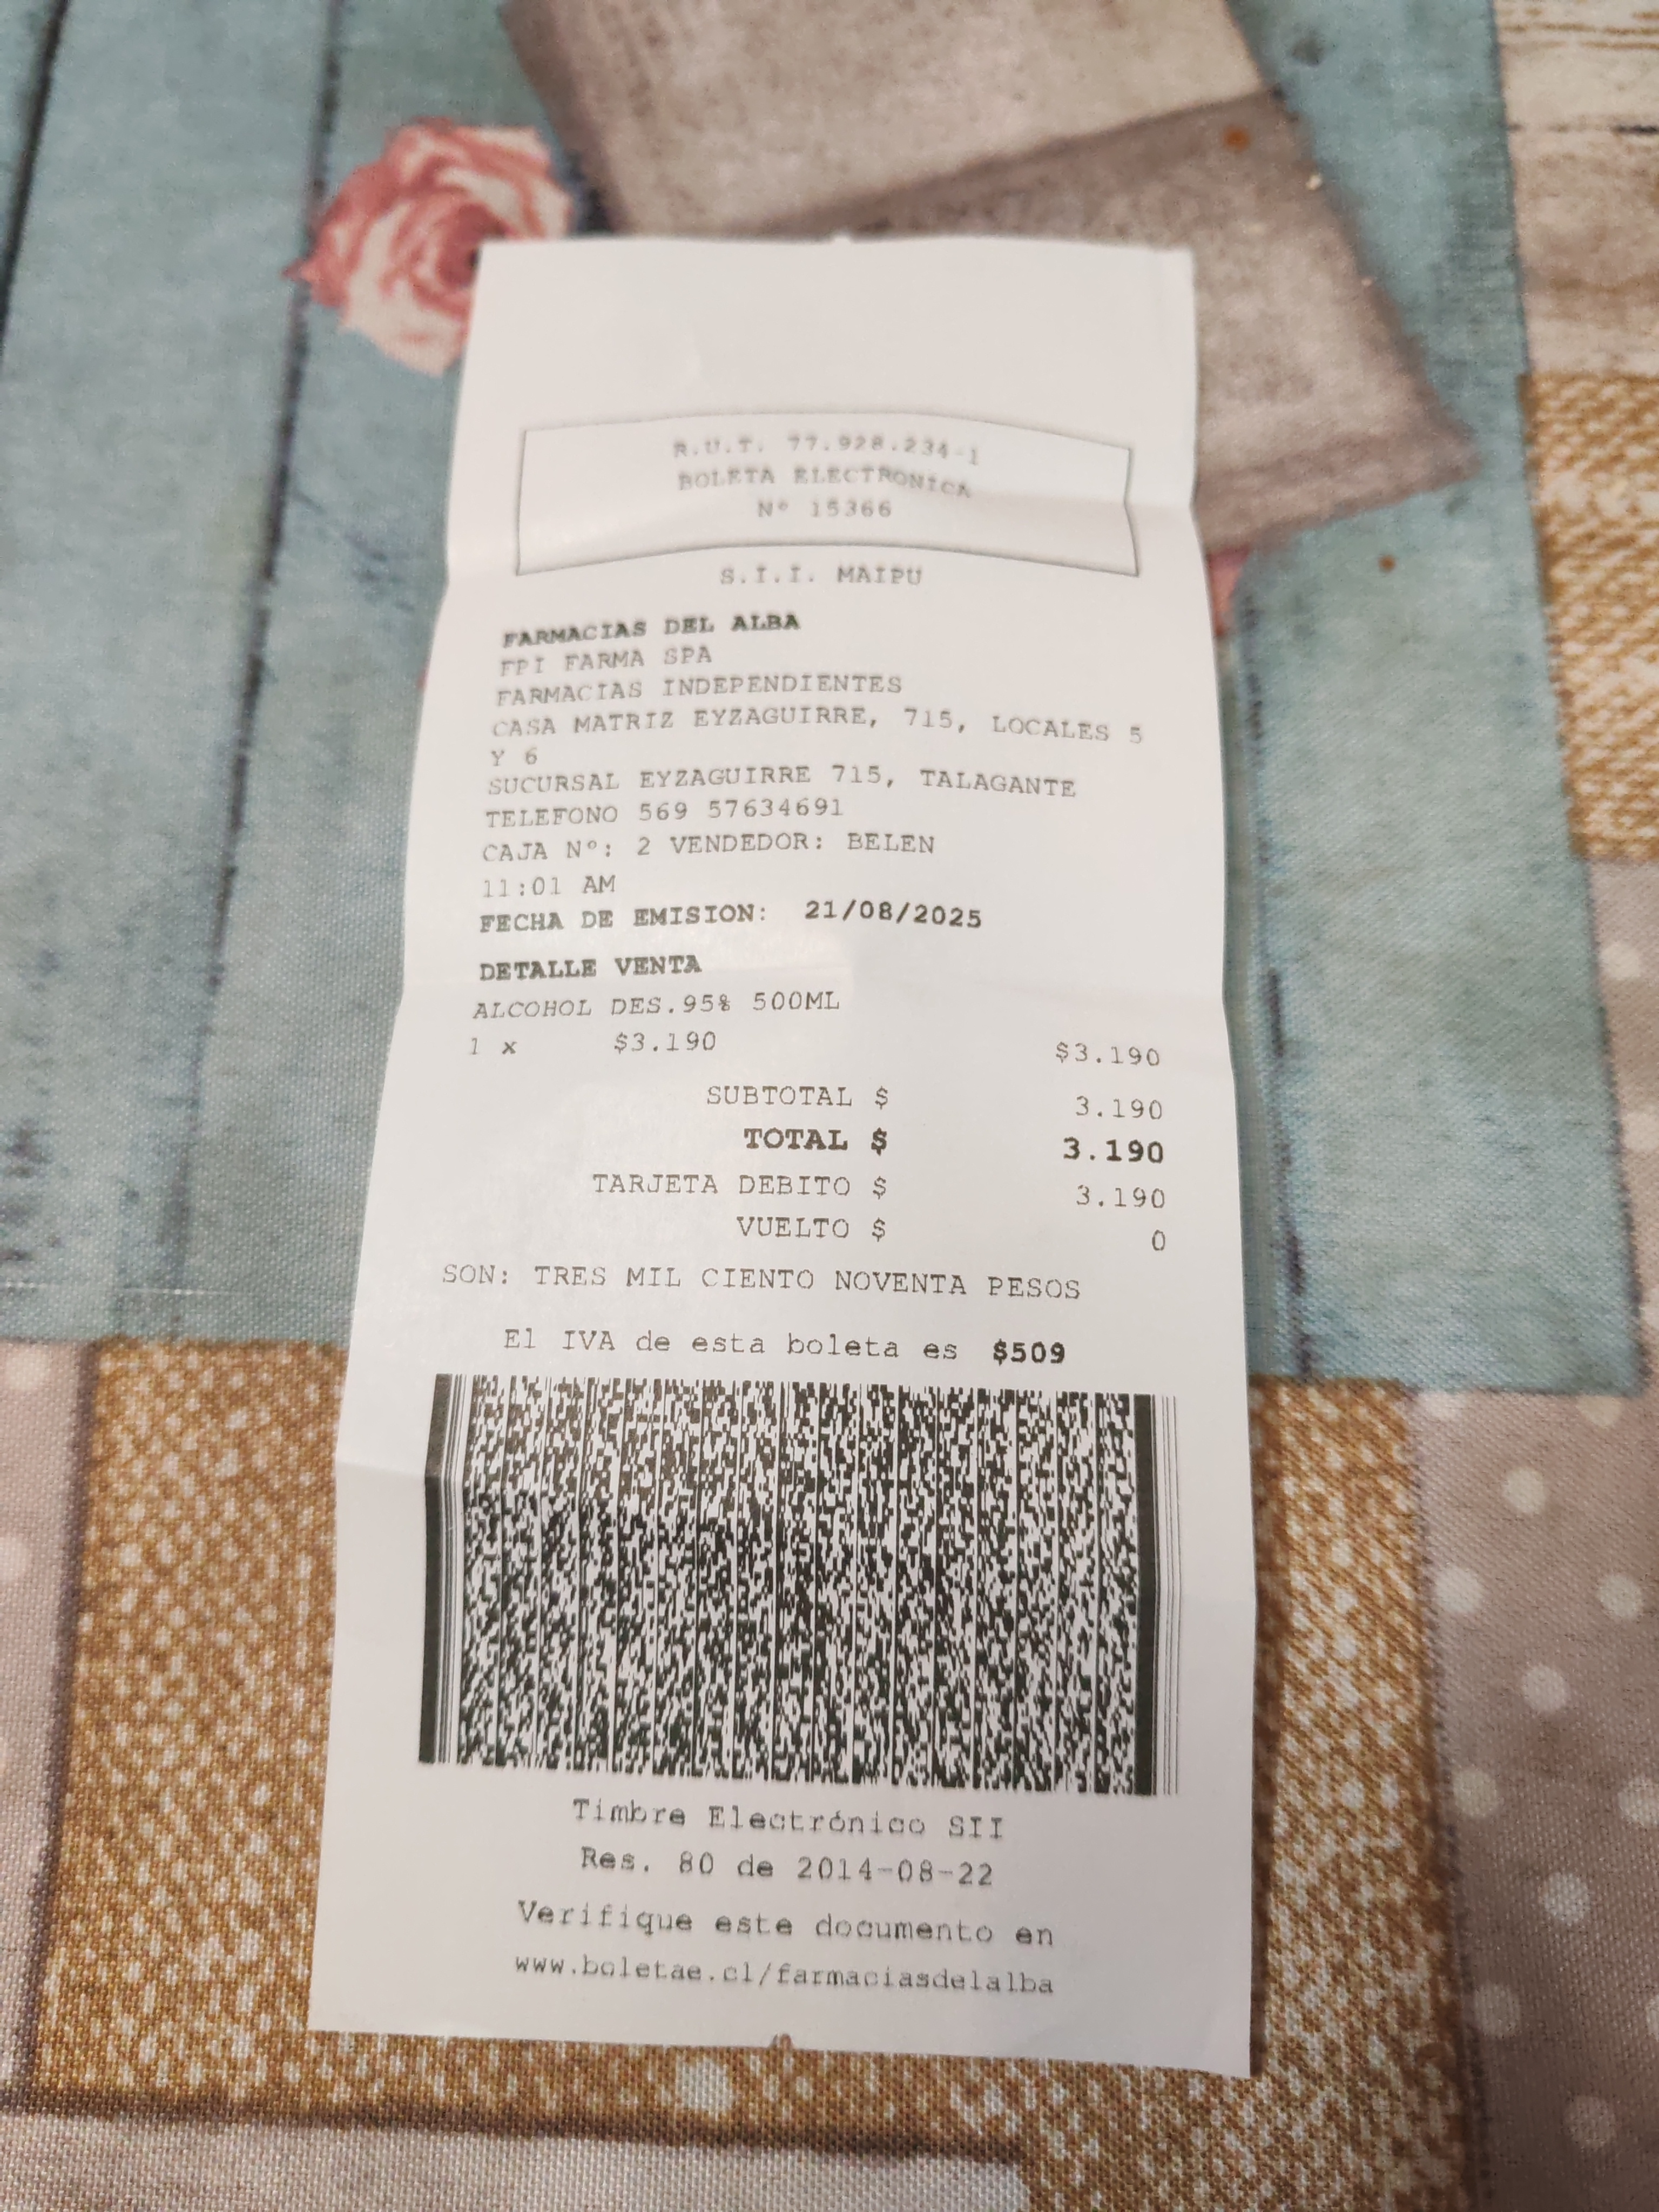 R.U.T. 77.928.234-1
BOLETA ELECTRONICA
Nº 15366
S.I.I. MAIPU
FARMACIAS DEL ALBA
FPI FARMA SPA
FARMACIAS INDEPENDIENTES
CASA MATRIZ EYZAGUIRRE, 715, LOCALES 5
Y 6
SUCURSAL EYZAGUIRRE 715, TALAGANTE
TELEFONO 569 57634691
CAJA Nº: 2 VENDEDOR: BELEN
11:01 AM
FECHA DE EMISION: 21/08/2025
DETALLE VENTA
ALCOHOL DES.95% 500ML
1 x $3.190 $3.190
SUBTOTAL $ 3.190
TOTAL $ 3.190
TARJETA DEBITO $ 3.190
VUELTO $ 0
SON: TRES MIL CIENTO NOVENTA PESOS
El IVA de esta boleta es $509
Timbre Electrónico SII
Res. 80 de 2014-08-22
Verifique este documento en
www.boletae.cl/farmaciasdelalba